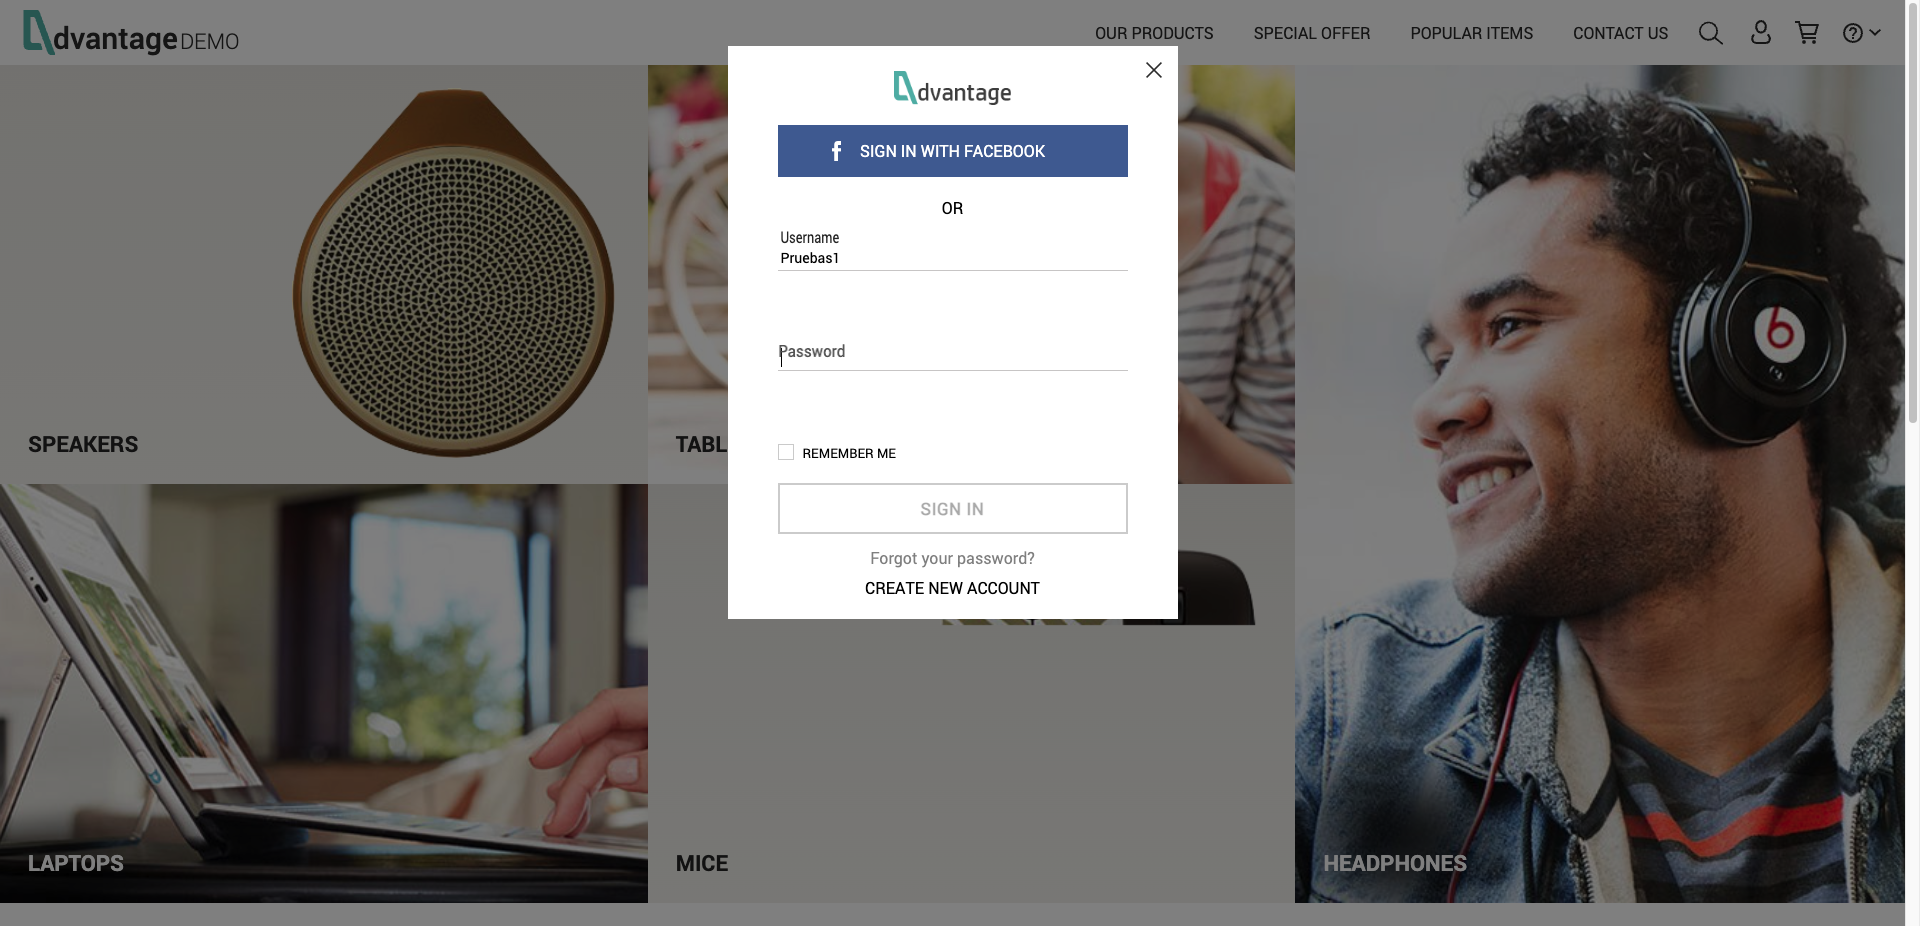 dvantage DEMO
OUR PRODUCTS
SPECIAL OFFER
POPULAR ITEMS
CONTACT US
dvantage
SIGN IN WITH FACEBOOK
OR
Username
Pruebas1
Password
REMEMBER ME
SIGN IN
Forgot your password?
CREATE NEW ACCOUNT
SPEAKERS
TABL
LAPTOPS
MICE
HEADPHONES